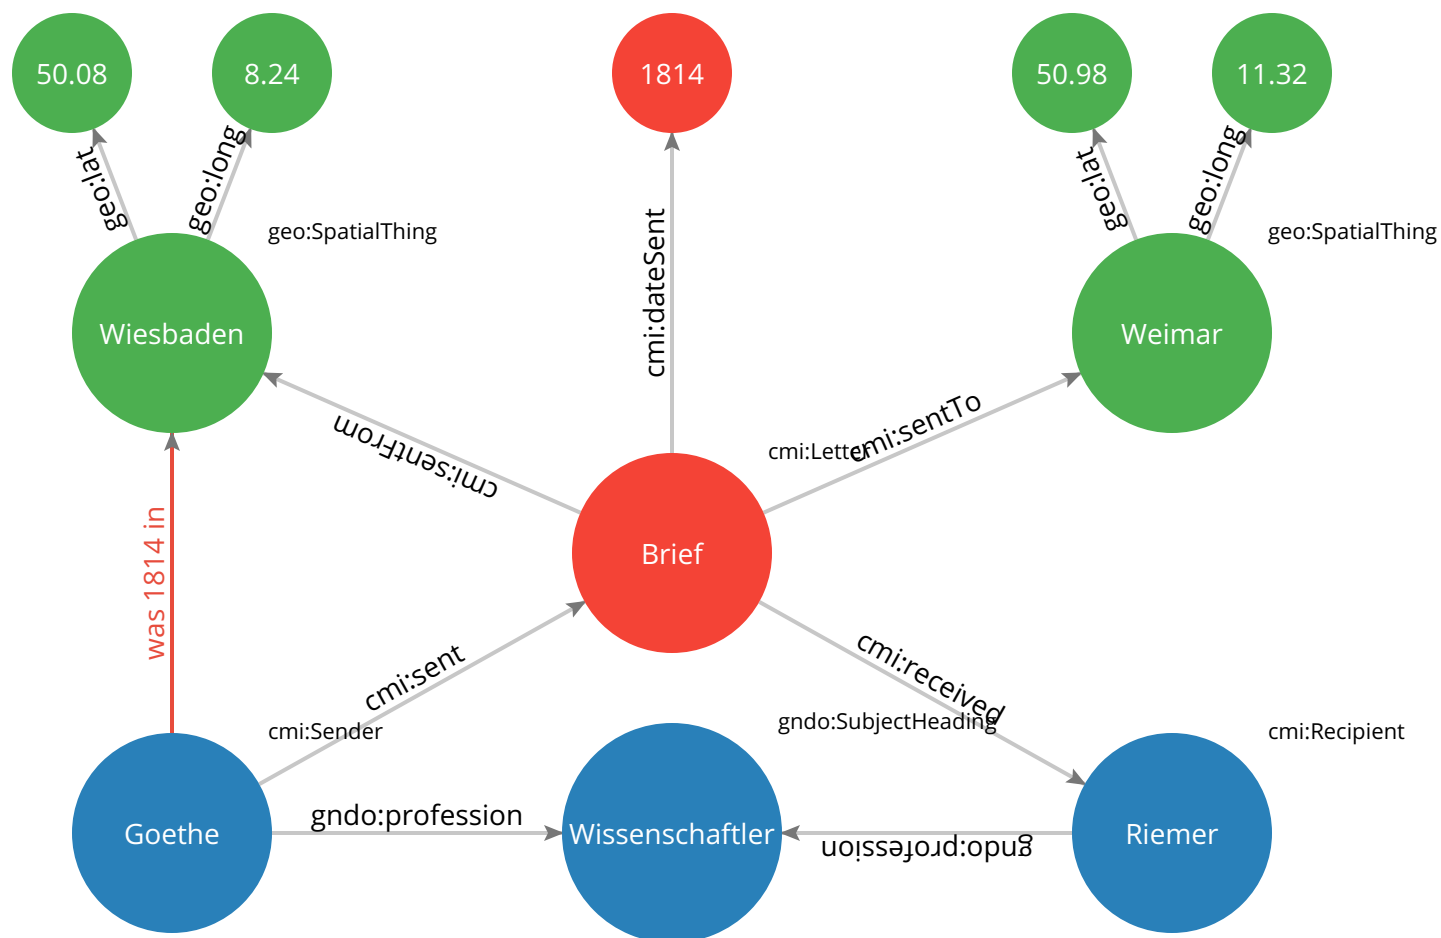 50.08
8.24
1814
50.98
11.32
geo:lat
geo:long
geo:lat
geo:long
geo:SpatialThing
geo:SpatialThing
cmi:dateSent
Wiesbaden
Weimar
cmi:sentFrom
cmi:sentTo
cmi:Letter
Brief
was 1814 in
cmi:sent
cmi:received
cmi:Sender
gndo:SubjectHeading
cmi:Recipient
gndo:profession
Goethe
Wissenschaftler
Riemer
gndo:profession